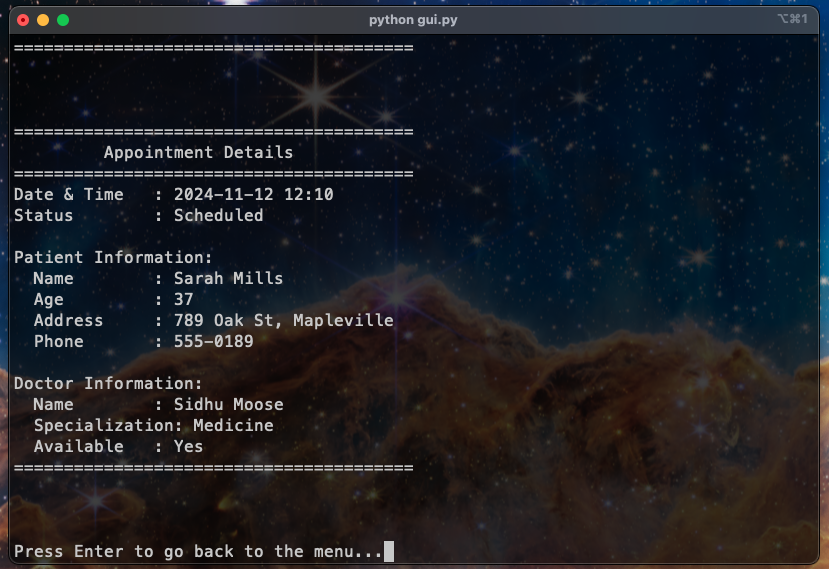 python gui.py
⌥⌘1
========================================
========================================
         Appointment Details
========================================
Date & Time   : 2024-11-12 12:10
Status        : Scheduled
Patient Information:
  Name        : Sarah Mills
  Age         : 37
  Address     : 789 Oak St, Mapleville
  Phone       : 555-0189
Doctor Information:
  Name        : Sidhu Moose
  Specialization: Medicine
  Available   : Yes
========================================
Press Enter to go back to the menu...